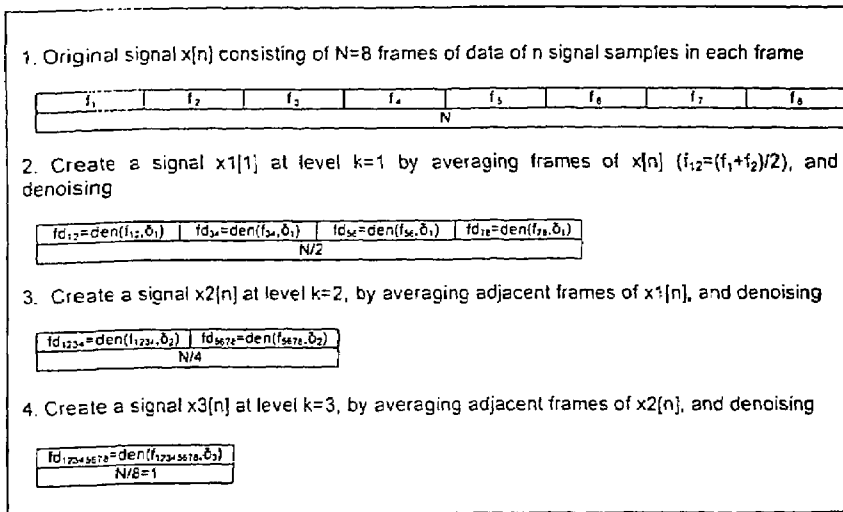 1. Original signal x[n] consisting of N=8 frames of data of n signal samples in each frame
f₁ f₂ f₃ f₄ f₅ f₆ f₇ f₈
N
2. Create a signal x1[1] at level k=1 by averaging frames of x[n] (f₁₂=(f₁+f₂)/2), and
denoising
fd₁₂=den(f₁₂,δ₁) fd₃₄=den(f₃₄,δ₁) fd₅₆=den(f₅₆,δ₁) fd₇₈=den(f₇₈,δ₁)
N/2
3. Create a signal x2[n] at level k=2, by averaging adjacent frames of x1[n], and denoising
fd₁₂₃₄=den(f₁₂₃₄,δ₂) fd₅₆₇₈=den(f₅₆₇₈,δ₂)
N/4
4. Create a signal x3[n] at level k=3, by averaging adjacent frames of x2[n], and denoising
fd₁₂₃₄₅₆₇₈=den(f₁₂₃₄₅₆₇₈,δ₃)
N/8=1